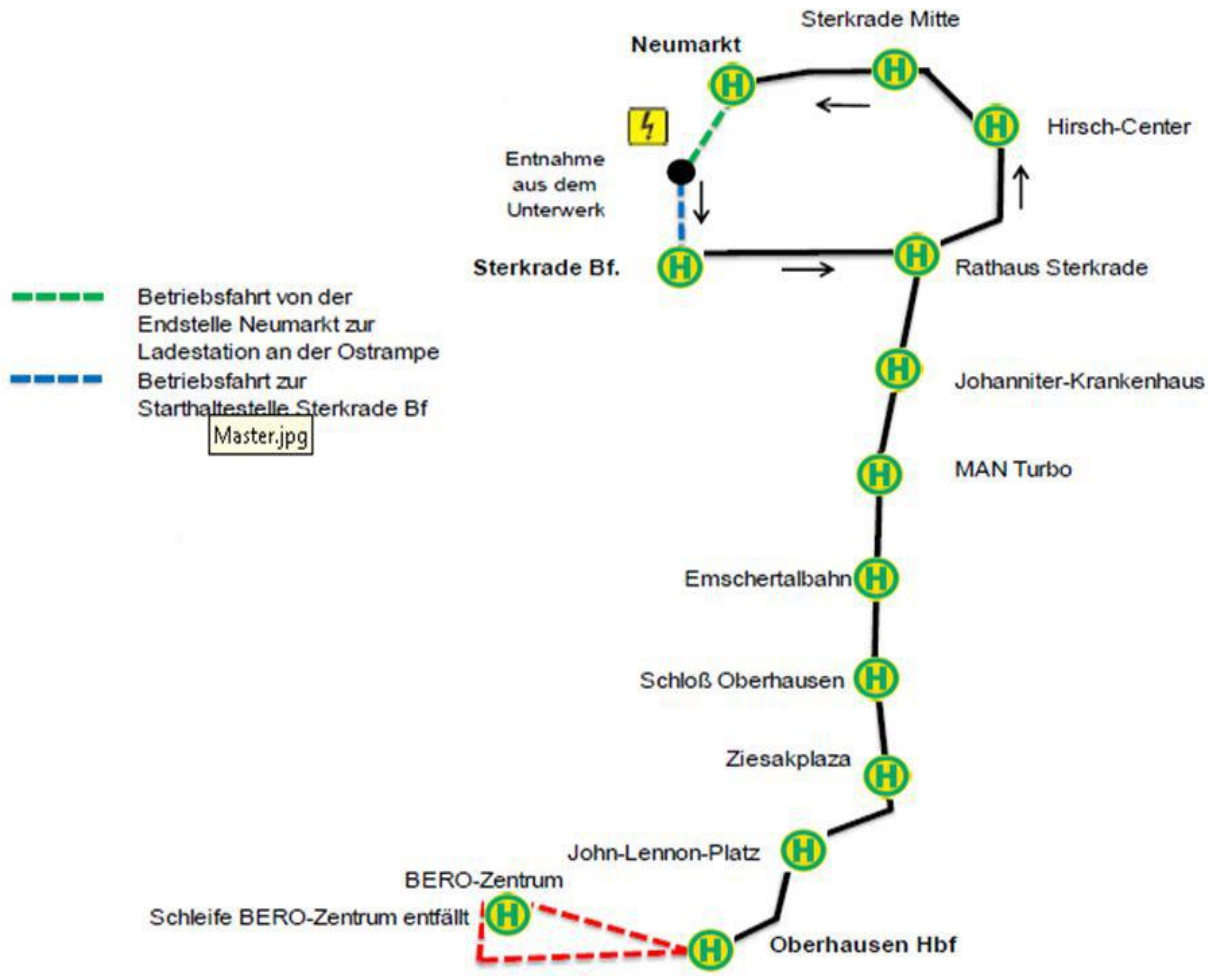 Sterkrade Mitte
Neumarkt
H
H
H
Hirsch-Center
Entnahme
aus dem
Unterwerk
Sterkrade Bf.
H
H
Rathaus Sterkrade
Betriebsfahrt von der
Endstelle Neumarkt zur
Ladestation an der Ostrampe
Betriebsfahrt zur
Starthaltestelle Sterkrade Bf
Master.jpg
H
Johanniter-Krankenhaus
H
MAN Turbo
Emschertalbahn
H
Schloß Oberhausen
H
Ziesakplaza
H
John-Lennon-Platz
H
BERO-Zentrum
Schleife BERO-Zentrum entfällt
H
H
Oberhausen Hbf